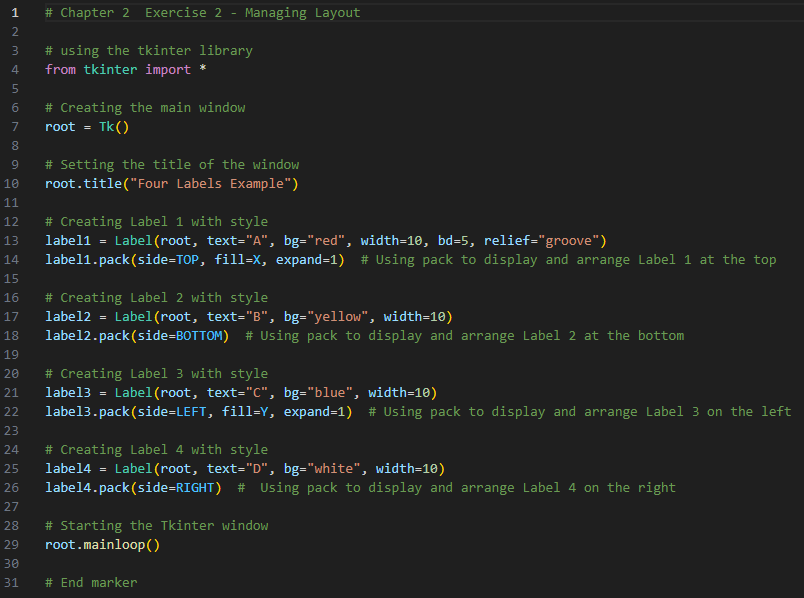 1 # Chapter 2  Exercise 2 - Managing Layout
2
3 # using the tkinter library
4 from tkinter import *
5
6 # Creating the main window
7 root = Tk()
8
9 # Setting the title of the window
10 root.title("Four Labels Example")
11
12 # Creating Label 1 with style
13 label1 = Label(root, text="A", bg="red", width=10, bd=5, relief="groove")
14 label1.pack(side=TOP, fill=X, expand=1)  # Using pack to display and arrange Label 1 at the top
15
16 # Creating Label 2 with style
17 label2 = Label(root, text="B", bg="yellow", width=10)
18 label2.pack(side=BOTTOM)  # Using pack to display and arrange Label 2 at the bottom
19
20 # Creating Label 3 with style
21 label3 = Label(root, text="C", bg="blue", width=10)
22 label3.pack(side=LEFT, fill=Y, expand=1)  # Using pack to display and arrange Label 3 on the left
23
24 # Creating Label 4 with style
25 label4 = Label(root, text="D", bg="white", width=10)
26 label4.pack(side=RIGHT)  #  Using pack to display and arrange Label 4 on the right
27
28 # Starting the Tkinter window
29 root.mainloop()
30
31 # End marker